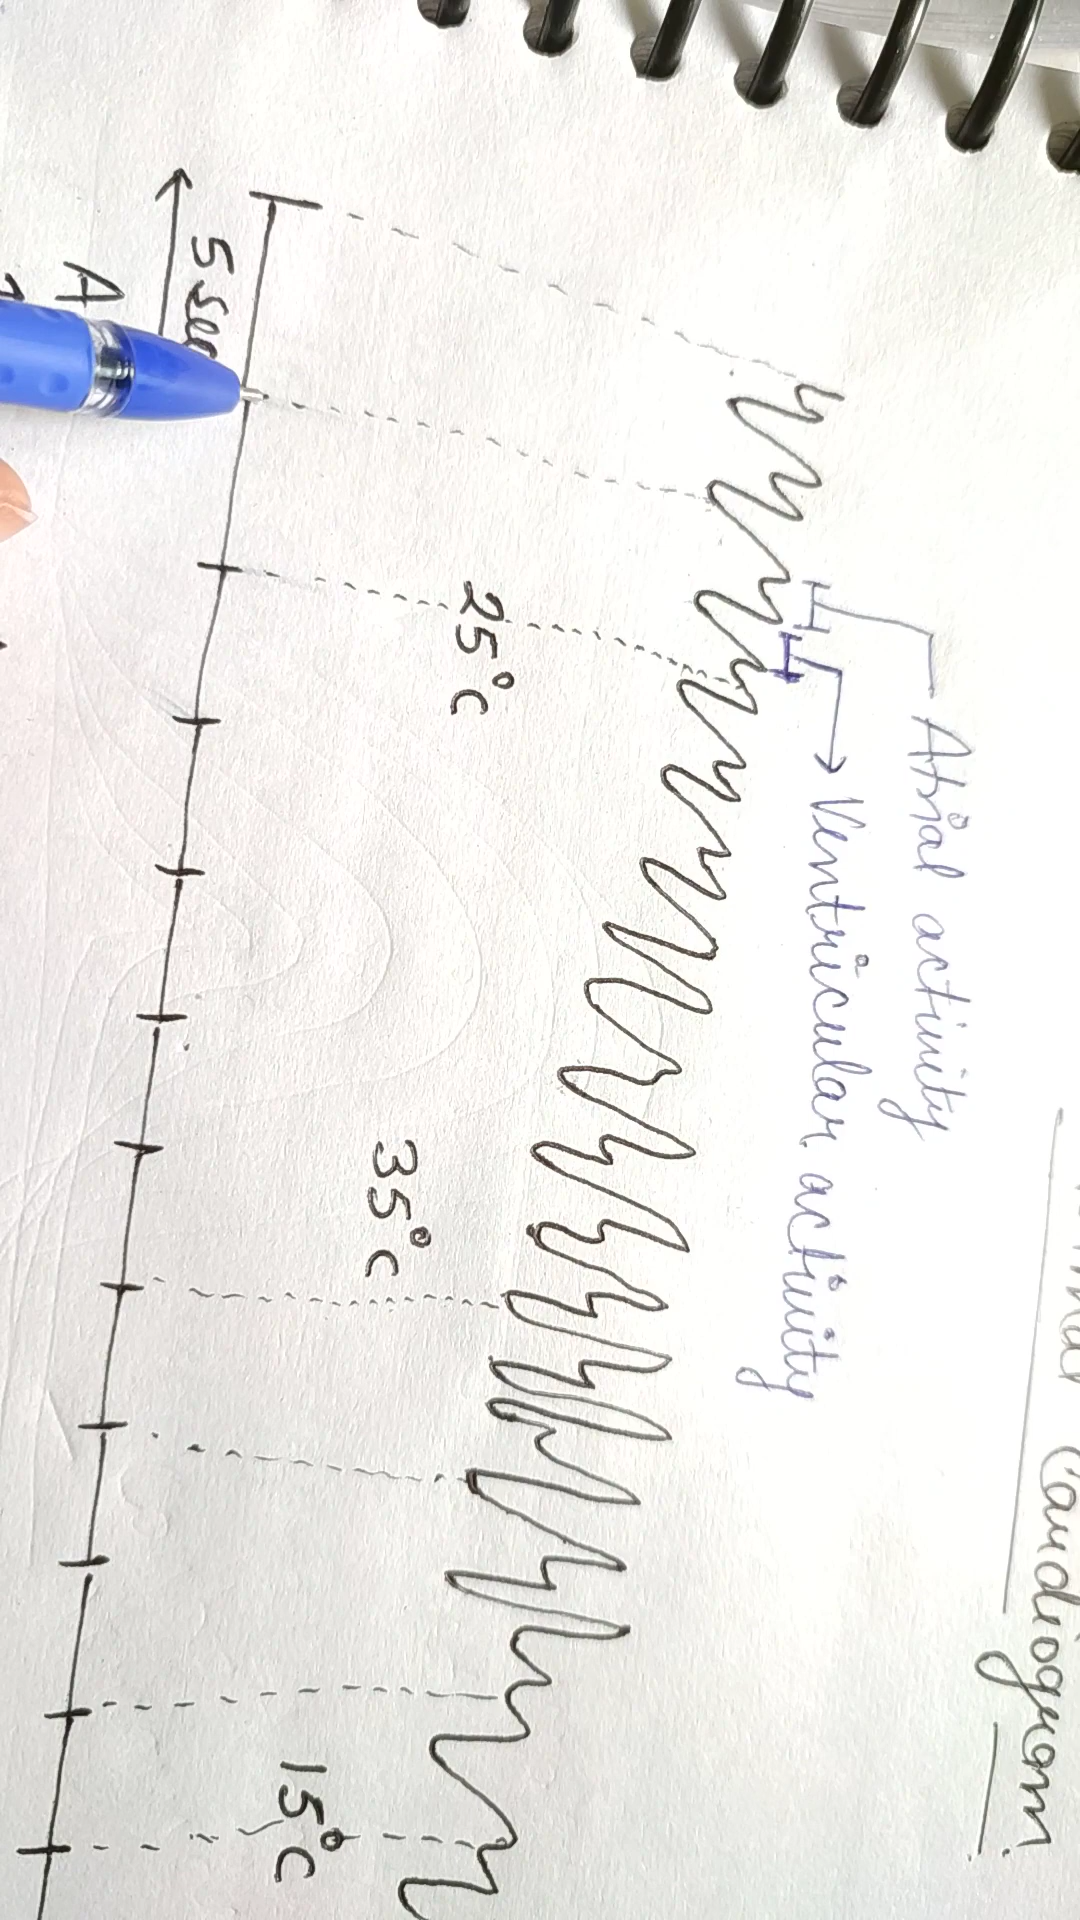 Cardiogram
Atrial activity
Ventricular activity
25°C
35°C
15°C
5 Sec
A